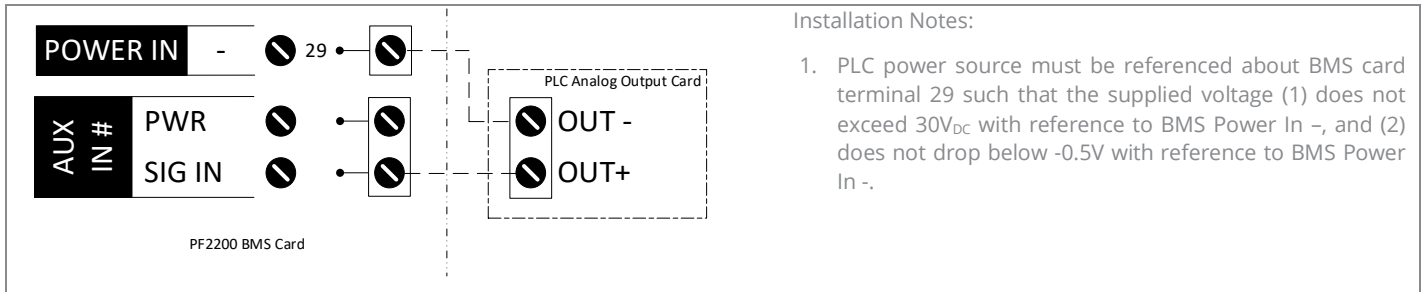 POWER IN - 29
PLC Analog Output Card
AUX IN #
PWR
OUT -
SIG IN
OUT+
PF2200 BMS Card
Installation Notes:
1. PLC power source must be referenced about BMS card
terminal 29 such that the supplied voltage (1) does not
exceed 30VDC with reference to BMS Power In –, and (2)
does not drop below -0.5V with reference to BMS Power
In -.